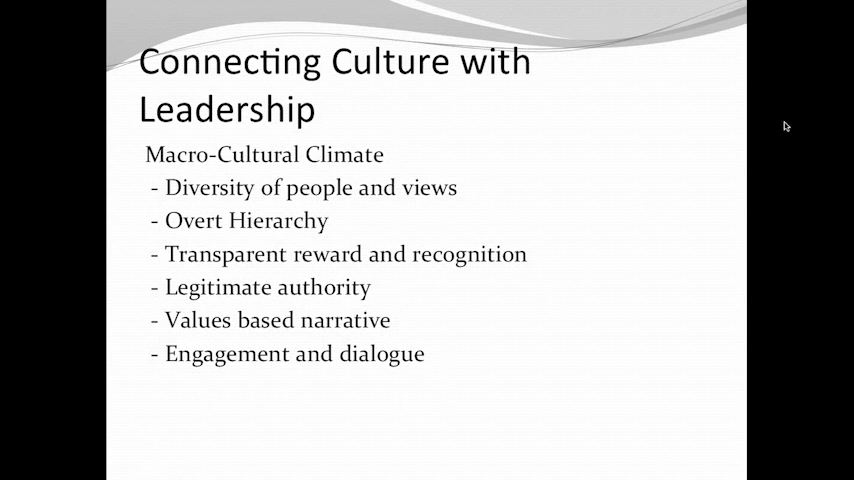 Connecting Culture with
Leadership
Macro-Cultural Climate
- Diversity of people and views
- Overt Hierarchy
- Transparent reward and recognition
- Legitimate authority
- Values based narrative
- Engagement and dialogue